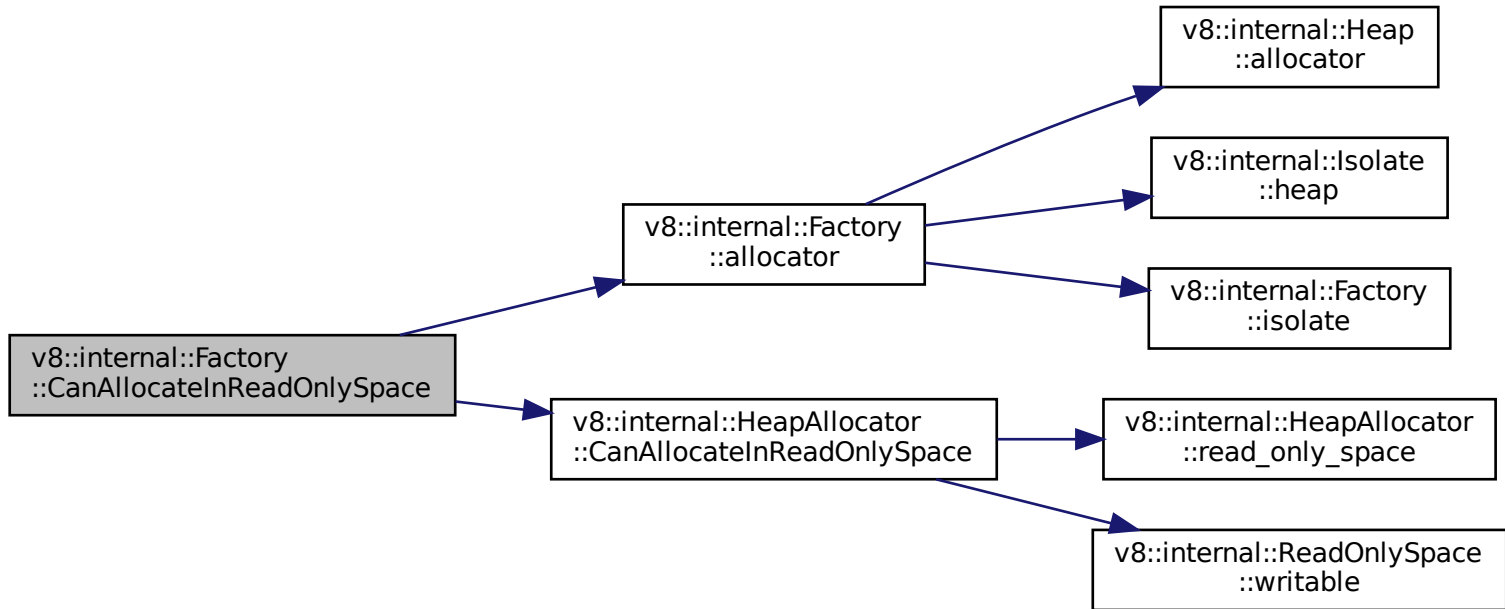 v8::internal::Heap
::allocator
v8::internal::Isolate
::heap
v8::internal::Factory
::allocator
v8::internal::Factory
::isolate
v8::internal::Factory
::CanAllocateInReadOnlySpace
v8::internal::HeapAllocator
::CanAllocateInReadOnlySpace
v8::internal::HeapAllocator
::read_only_space
v8::internal::ReadOnlySpace
::writable